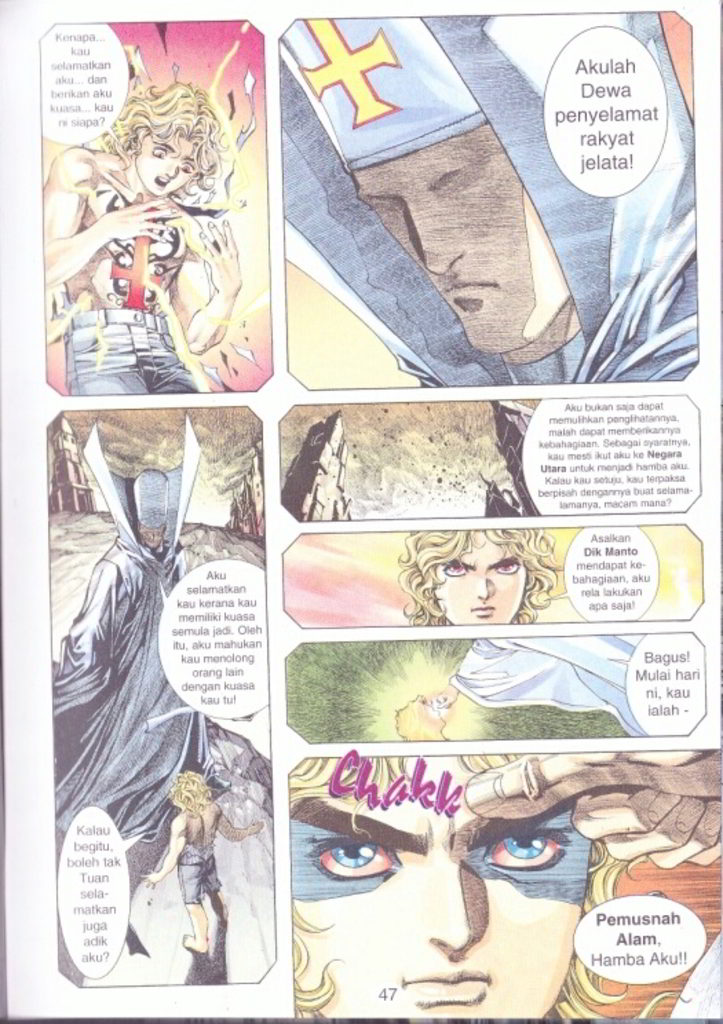 Kenapa...
kau
selamatkan
aku... dan
berikan aku
kuasa... kau
ni siapa?
Akulah
Dewa
penyelamat
rakyat
jelata!
Aku
selamatkan
kau kerana kau
memiliki kuasa
semula jadi. Oleh
itu, aku mahukan
kau menolong
orang lain
dengan kuasa
kau tu!
Kalau
begitu,
boleh tak
Tuan
sela-
matkan
juga
adik
aku?
Aku bukan saja dapat
memulihkan penglihatannya,
malah dapat memberikannya
kebahagiaan. Sebagai syaratnya,
kau mesti ikut aku ke Negara
Utara untuk menjadi hamba aku.
Kalau kau setuju, kau terpaksa
berpisah dengannya buat selama-
lamanya, macam mana?
Asalkan
Dik Manto
mendapat ke-
bahagiaan, aku
rela lakukan
apa saja!
Bagus!
Mulai hari
ni, kau
ialah -
Chakk
Pemusnah
Alam,
Hamba Aku!!
47